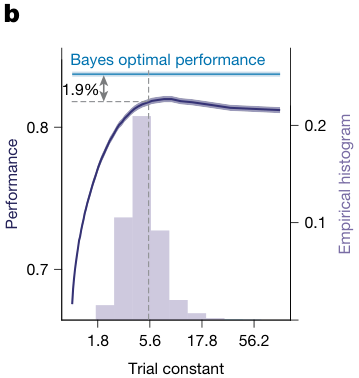 b
Bayes optimal performance
1.9%
0.8
0.7
0.2
0.1
Performance
Empirical histogram
1.8 5.6 17.8 56.2
Trial constant